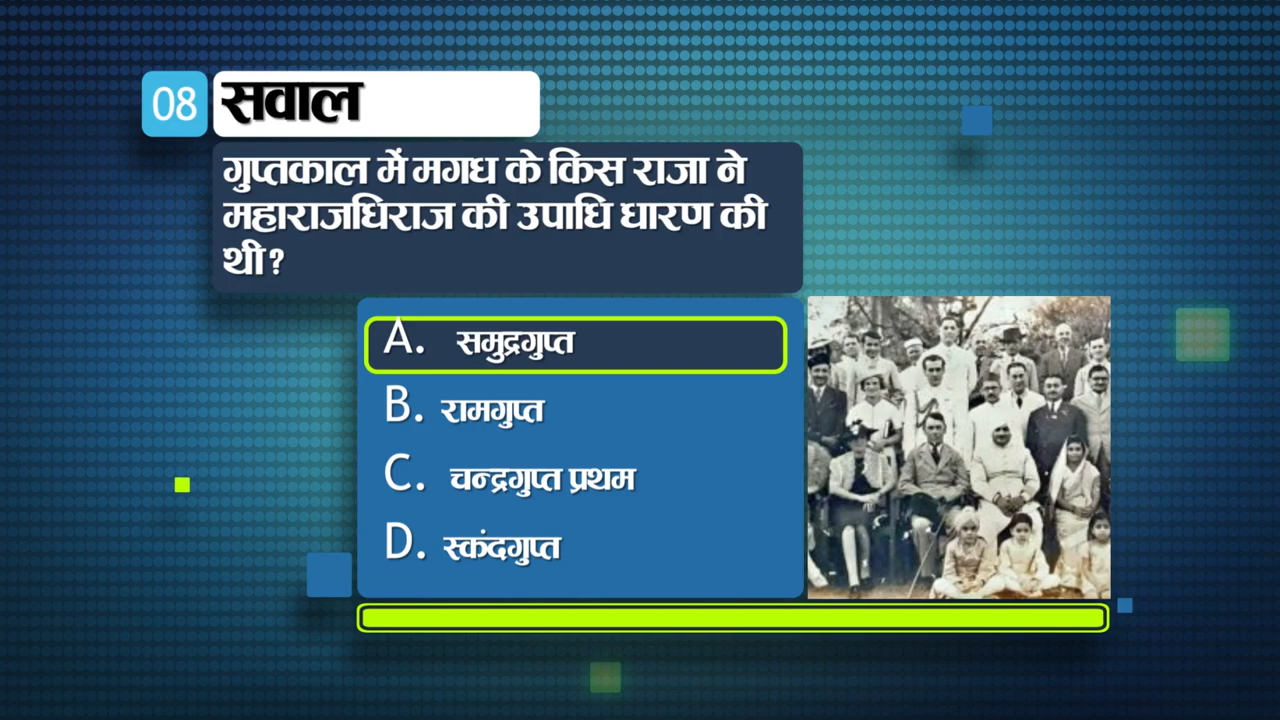 08 सवाल
गुप्तकाल में मगध के किस राजा ने
महाराजधिराज की उपाधि धारण की
थी?
A. समुद्रगुप्त
B. रामगुप्त
C. चन्द्रगुप्त प्रथम
D. स्कंदगुप्त